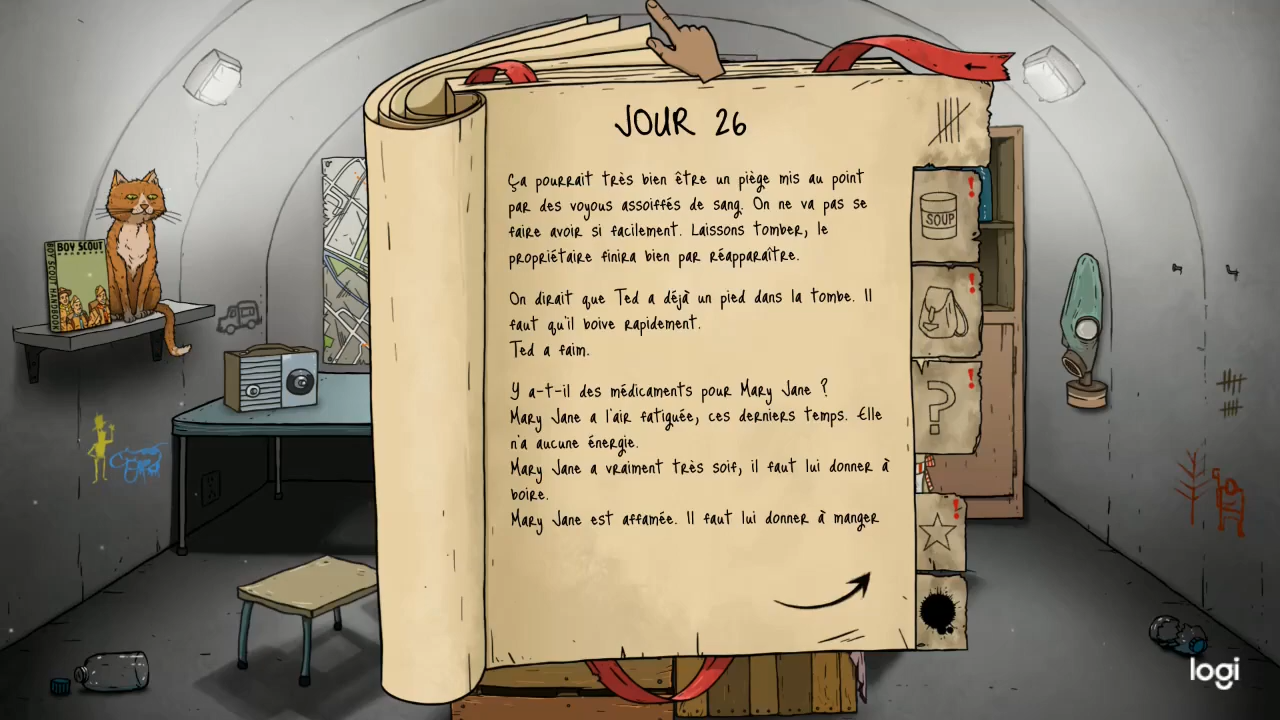 JOUR 26
Ça pourrait très bien être un piège mis au point
par des voyous assoiffés de sang. On ne va pas se
faire avoir si facilement. Laissons tomber, le
propriétaire finira bien par réapparaître.
On dirait que Ted a déjà un pied dans la tombe. Il
faut qu'il boive rapidement.
Ted a faim.
Y a-t-il des médicaments pour Mary Jane ?
Mary Jane a l'air fatiguée, ces derniers temps. Elle
n'a aucune énergie.
Mary Jane a vraiment très soif, il faut lui donner à
boire.
Mary Jane est affamée. Il faut lui donner à manger
SOUP
!
!
?
!
!
BOY SCOUT
BOY SCOUT HANDBOOK
logi